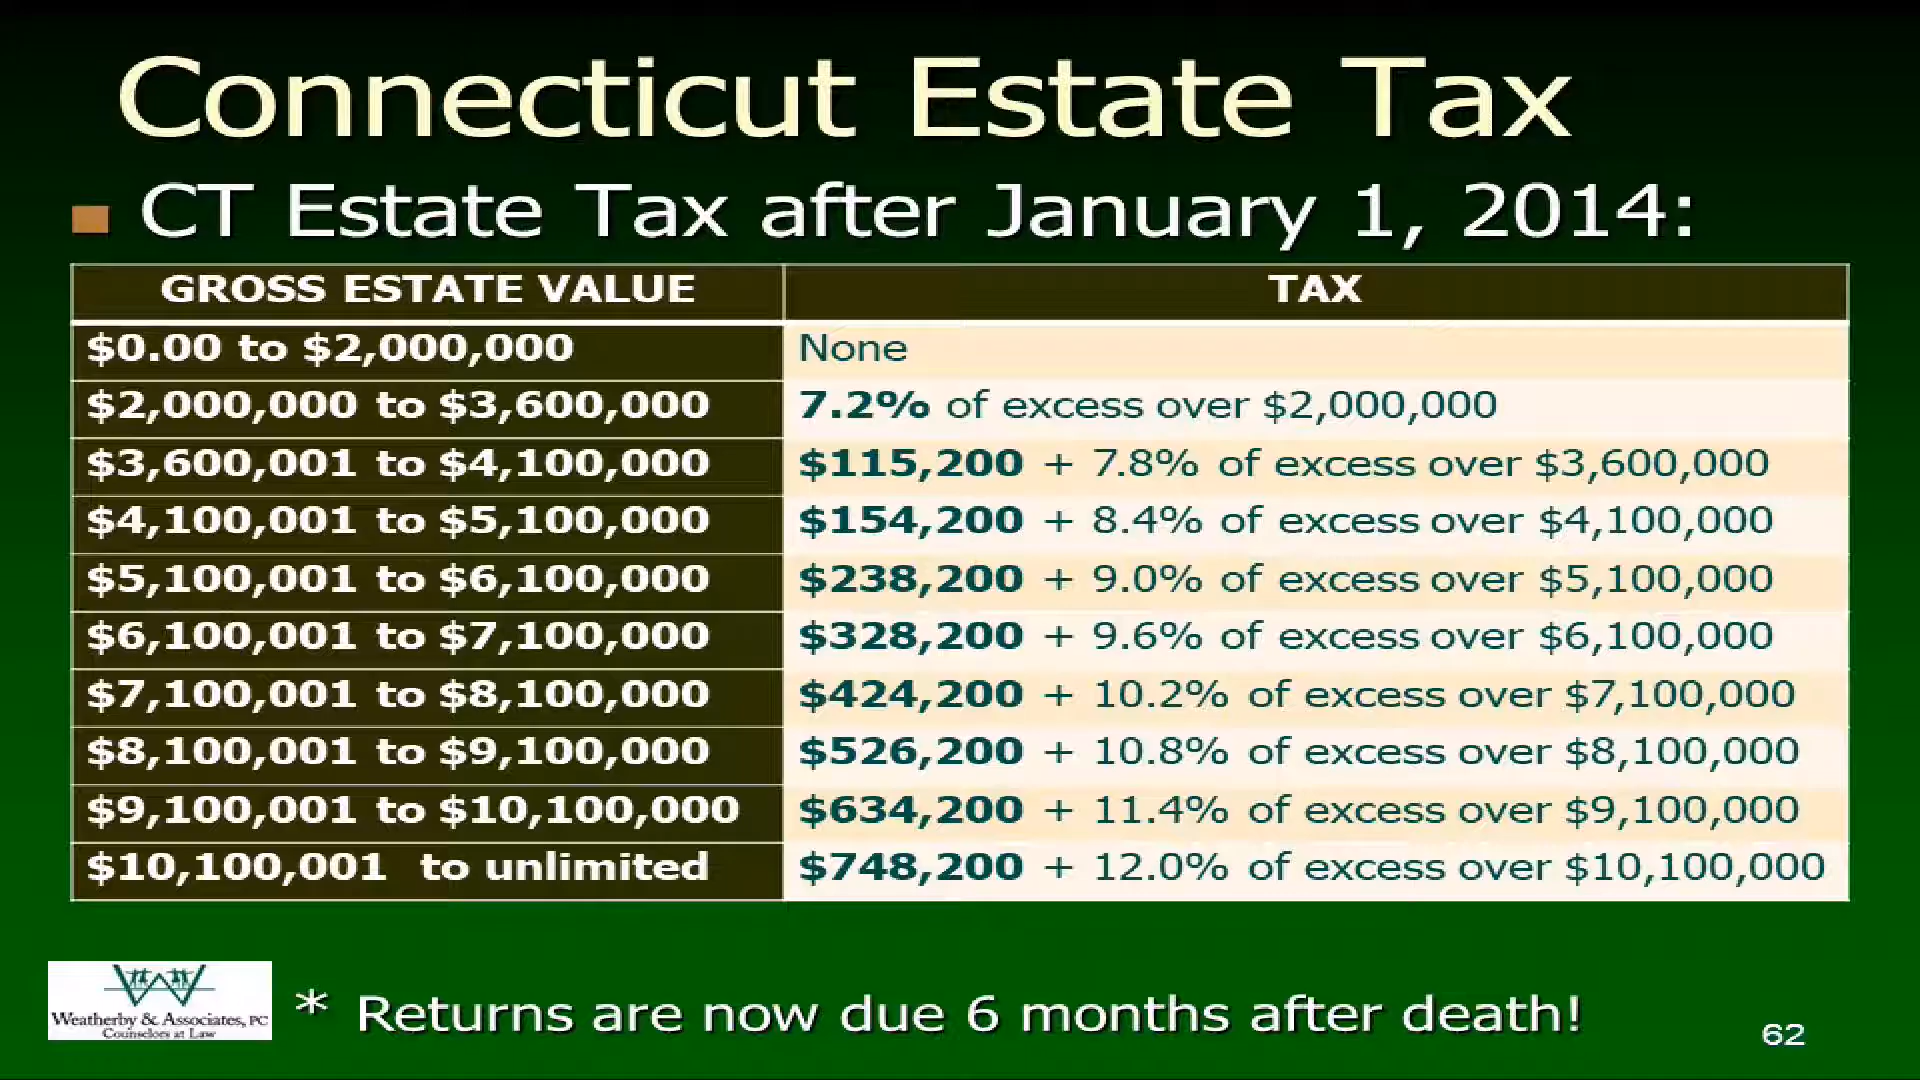 Connecticut Estate Tax
CT Estate Tax after January 1, 2014:
GROSS ESTATE VALUE TAX
$0.00 to $2,000,000 None
$2,000,000 to $3,600,000 7.2% of excess over $2,000,000
$3,600,001 to $4,100,000 $115,200 + 7.8% of excess over $3,600,000
$4,100,001 to $5,100,000 $154,200 + 8.4% of excess over $4,100,000
$5,100,001 to $6,100,000 $238,200 + 9.0% of excess over $5,100,000
$6,100,001 to $7,100,000 $328,200 + 9.6% of excess over $6,100,000
$7,100,001 to $8,100,000 $424,200 + 10.2% of excess over $7,100,000
$8,100,001 to $9,100,000 $526,200 + 10.8% of excess over $8,100,000
$9,100,001 to $10,100,000 $634,200 + 11.4% of excess over $9,100,000
$10,100,001 to unlimited $748,200 + 12.0% of excess over $10,100,000
Weatherby & Associates, PC
Counselors at Law
* Returns are now due 6 months after death!
62